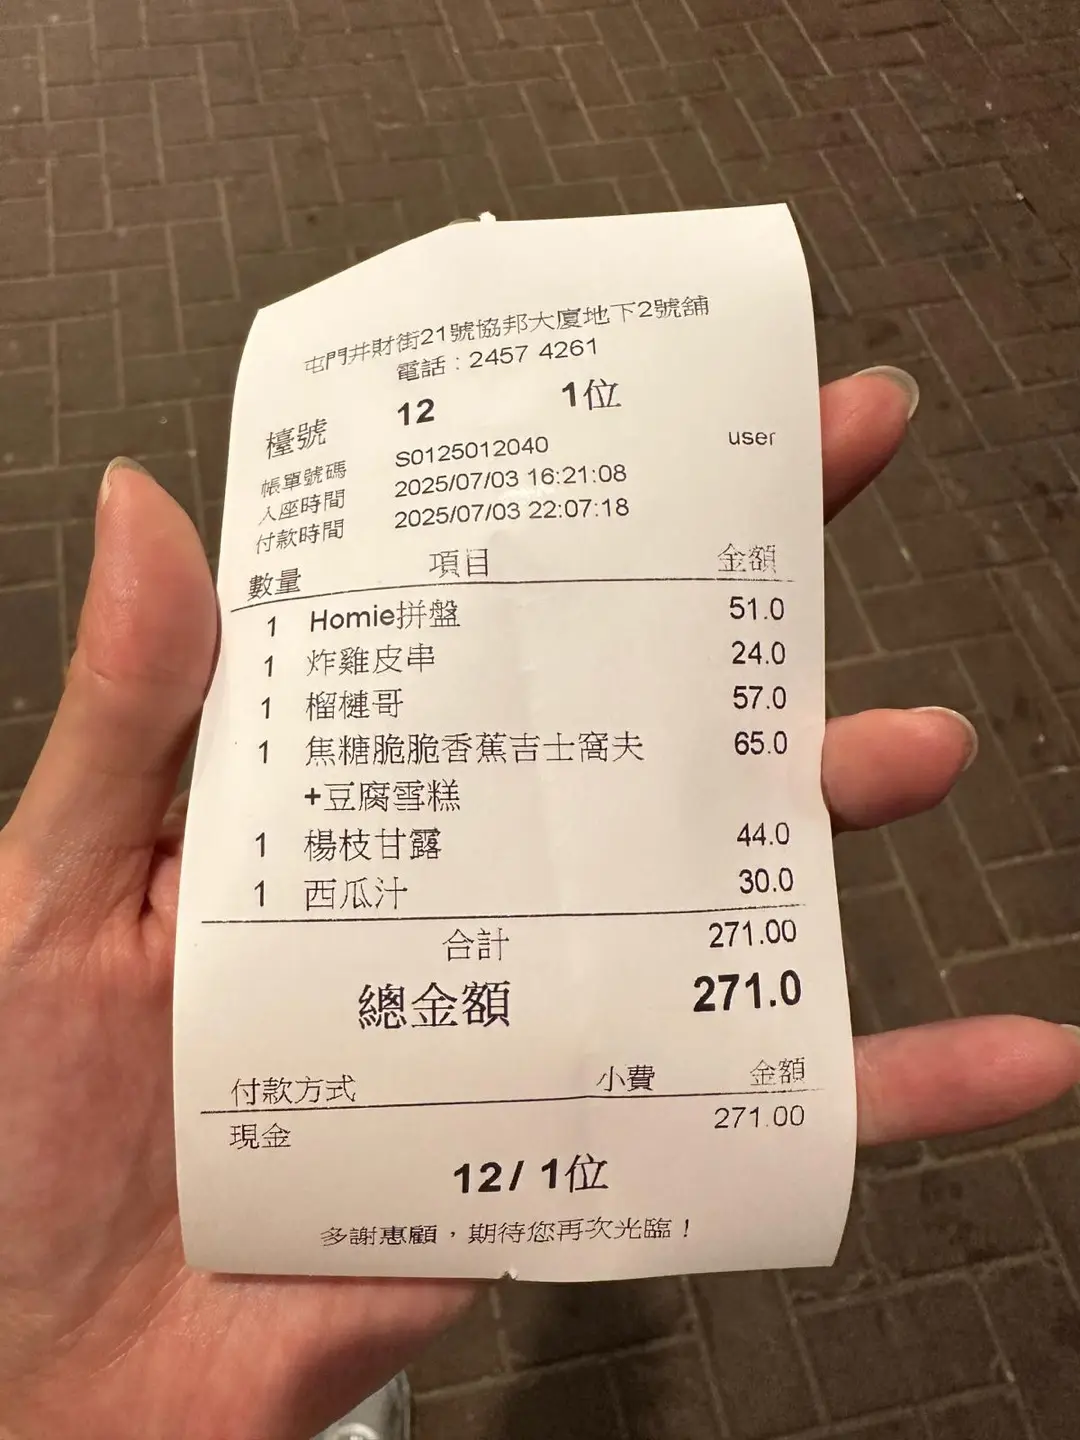 屯門井財街21號協邦大廈地下2號舖
電話：2457 4261
檯號 12 1位
帳單號碼 S0125012040 user
入座時間 2025/07/03 16:21:08
付款時間 2025/07/03 22:07:18
數量 項目 金額
1 Homie拼盤 51.0
1 炸雞皮串 24.0
1 榴槤哥 57.0
1 焦糖脆脆香蕉吉士窩夫 65.0
+豆腐雪糕
1 楊枝甘露 44.0
1 西瓜汁 30.0
合計 271.00
總金額 271.0
付款方式 小費 金額
現金 271.00
12/ 1位
多謝惠顧，期待您再次光臨！